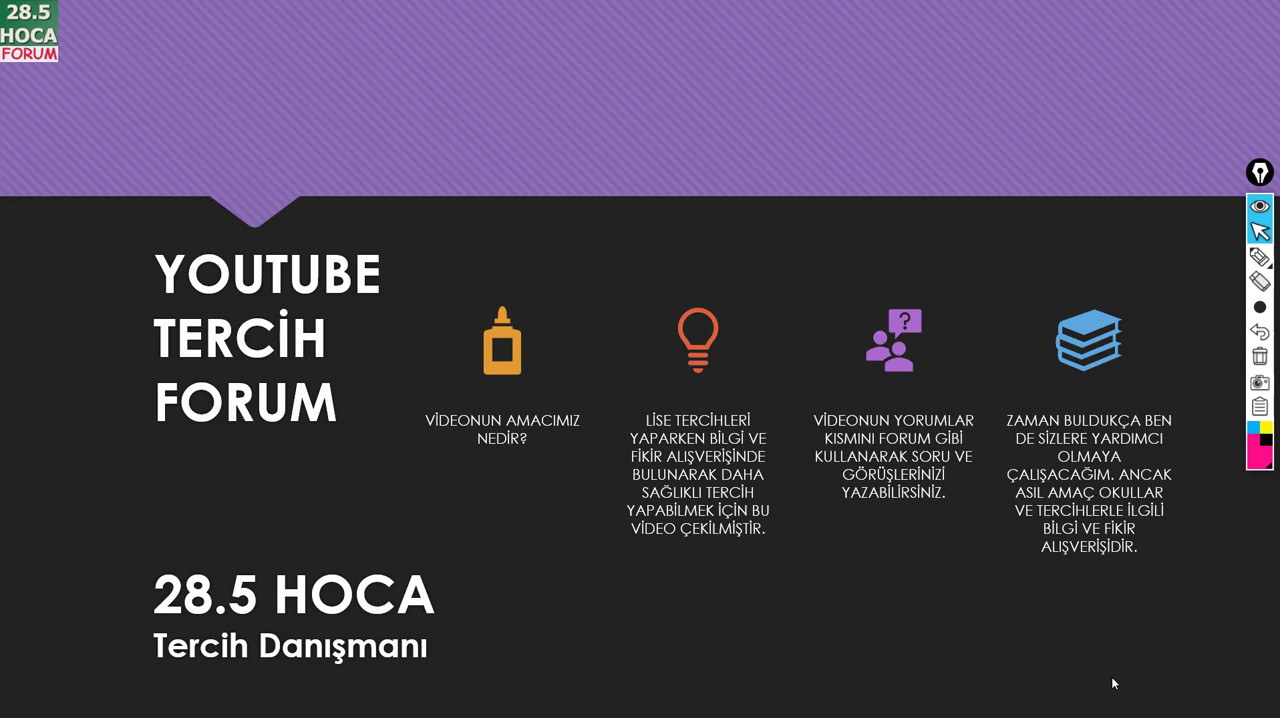 28.5
HOCA
FORUM
YOUTUBE
TERCİH
FORUM
VİDEONUN AMACIMIZ
NEDİR?
LİSE TERCİHLERİ
YAPARKEN BİLGİ VE
FİKİR ALIŞVERİŞİNDE
BULUNARAK DAHA
SAĞLIKLI TERCİH
YAPABİLMEK İÇİN BU
VİDEO ÇEKİLMİŞTİR.
VİDEONUN YORUMLAR
KISMINI FORUM GİBİ
KULLANARAK SORU VE
GÖRÜŞLERİNİZİ
YAZABİLİRSİNİZ.
ZAMAN BULDUKÇA BEN
DE SİZLERE YARDIMCI
OLMAYA
ÇALIŞACAĞIM. ANCAK
ASIL AMAÇ OKULLAR
VE TERCİHLERLE İLGİLİ
BİLGİ VE FİKİR
ALIŞVERİŞİDİR.
28.5 HOCA
Tercih Danışmanı